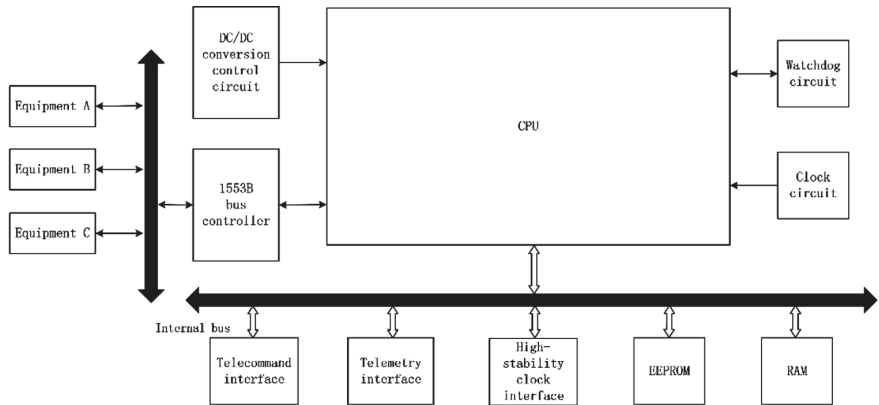 DC/DC
conversion
control
circuit
CPU
Watchdog
circuit
Equipment A
Equipment B
Equipment C
1553B
bus
controller
Clock
circuit
Internal bus
Telecommand
interface
Telemetry
interface
High-
stability
clock
interface
EEPROM
RAM